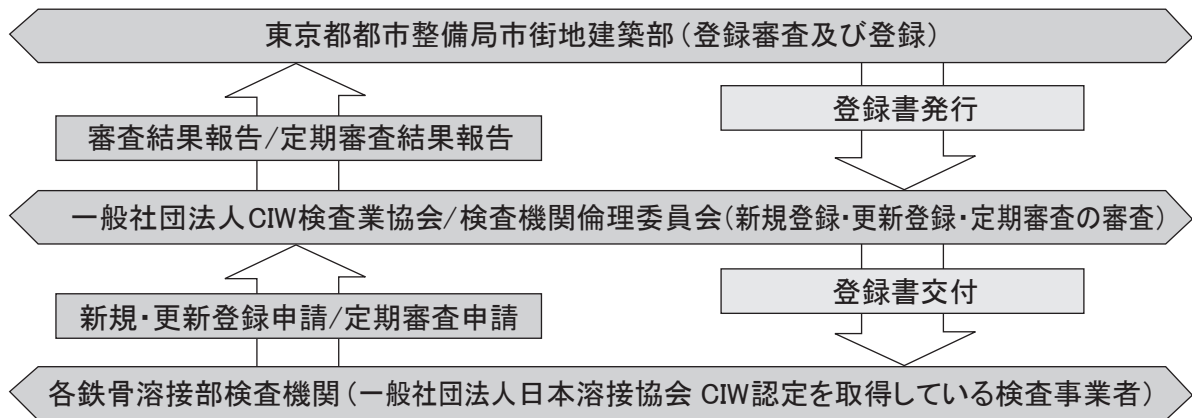 東京都都市整備局市街地建築部（登録審査及び登録）
審査結果報告/定期審査結果報告
登録書発行
一般社団法人CIW検査業協会/検査機関倫理委員会（新規登録・更新登録・定期審査の審査）
新規・更新登録申請/定期審査申請
登録書交付
各鉄骨溶接部検査機関（一般社団法人日本溶接協会 CIW認定を取得している検査事業者）